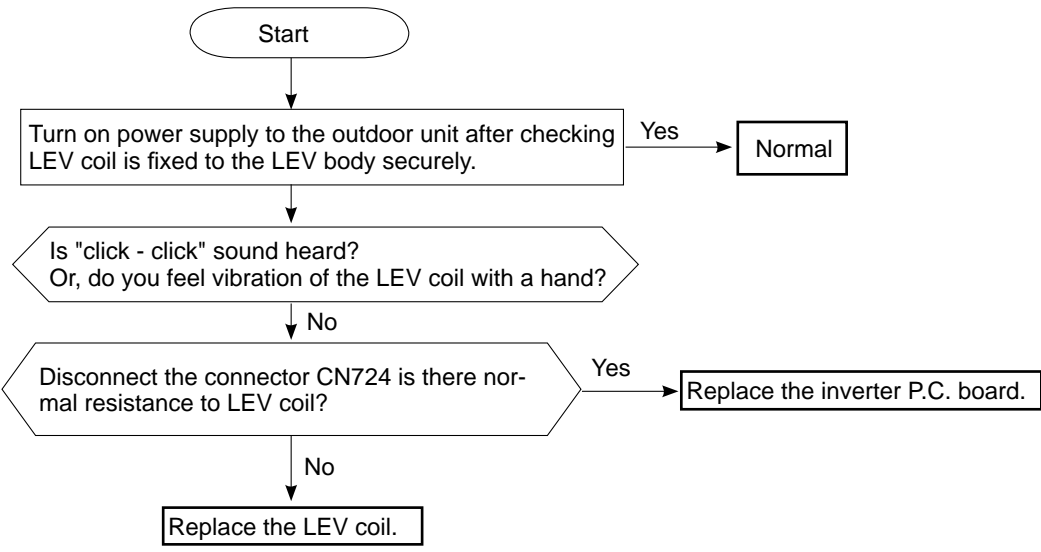 Start
Turn on power supply to the outdoor unit after checking
LEV coil is fixed to the LEV body securely.
Yes
Normal
Is "click - click" sound heard?
Or, do you feel vibration of the LEV coil with a hand?
No
Disconnect the connector CN724 is there nor-
mal resistance to LEV coil?
Yes
Replace the inverter P.C. board.
No
Replace the LEV coil.